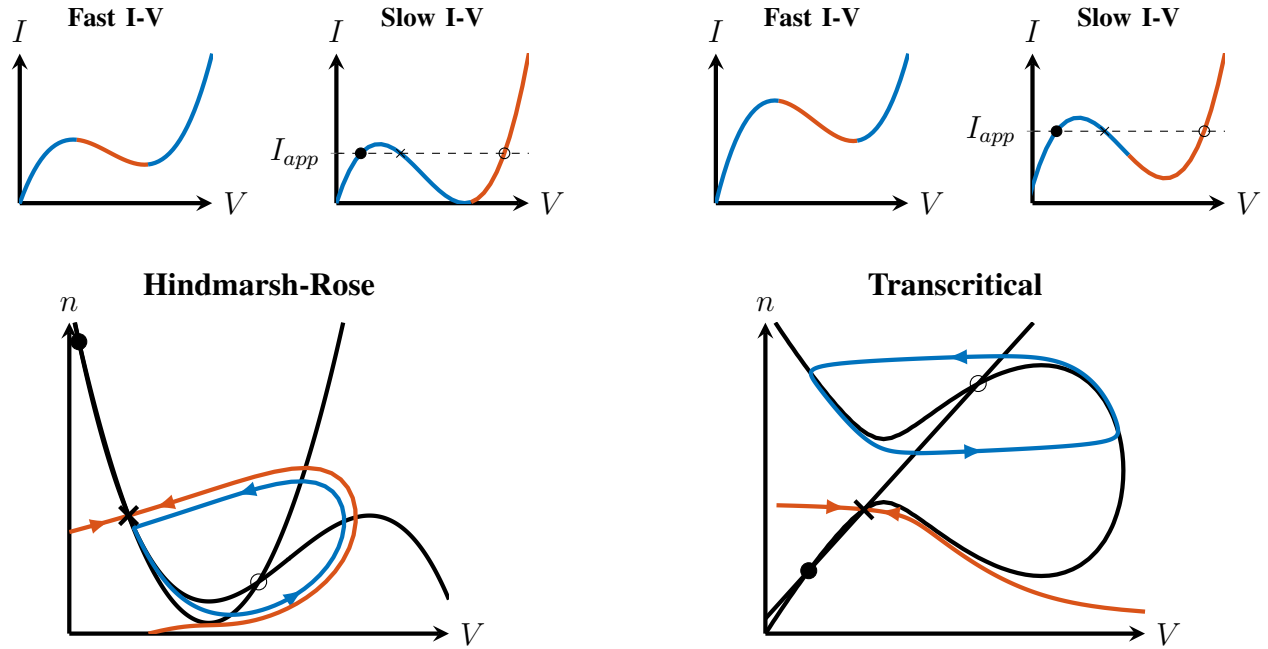 Fast I-V
Slow I-V
Fast I-V
Slow I-V
I
I
I
I
I_app
V
V
I_app
V
V
Hindmarsh-Rose
Transcritical
n
n
V
V